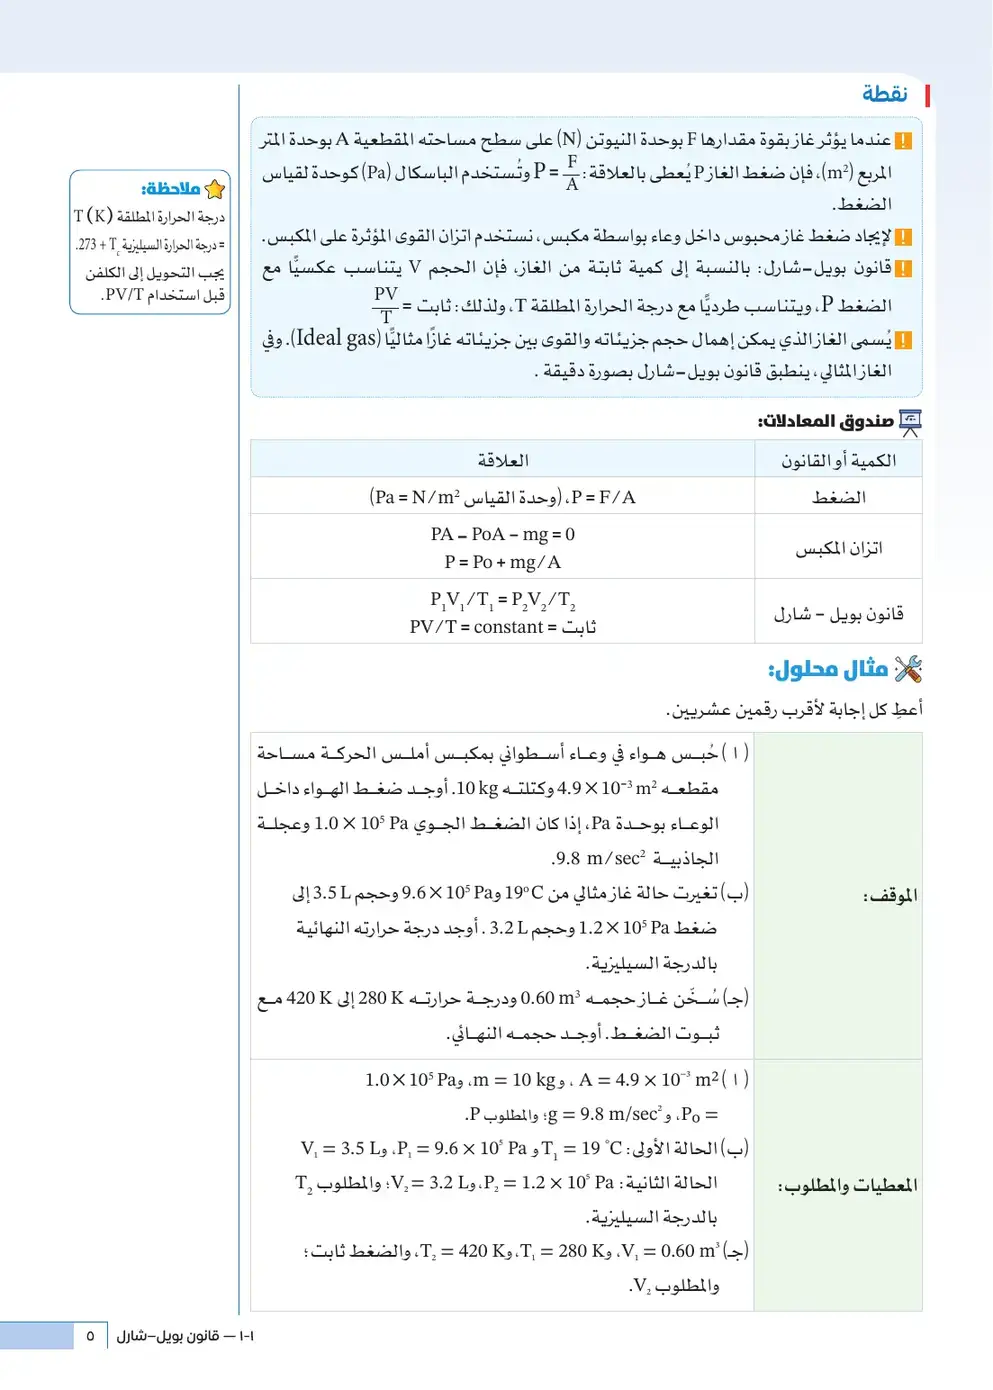 نقطة
عندما يؤثر غاز بقوة مقدارها F بوحدة النيوتن (N) على سطح مساحته المقطعية A بوحدة المتر
المربع (m²)، فإن ضغط الغاز P يُعطى بالعلاقة: P = F/A وتُستخدم الباسكال (Pa) كوحدة لقياس
الضغط.
لإيجاد ضغط غاز محبوس داخل وعاء بواسطة مكبس، نستخدم اتزان القوى المؤثرة على المكبس.
قانون بويل-شارل: بالنسبة إلى كمية ثابتة من الغاز، فإن الحجم V يتناسب عكسيًّا مع
الضغط P، ويتناسب طرديًّا مع درجة الحرارة المطلقة T، ولذلك: ثابت = PV/T
يُسمى الغاز الذي يمكن إهمال حجم جزيئاته والقوى بين جزيئاته غازًا مثاليًّا (Ideal gas). وفي
الغاز المثالي، ينطبق قانون بويل-شارل بصورة دقيقة .
ملاحظة:
درجة الحرارة المطلقة T (K)
= درجة الحرارة السيليزية T꜀ + 273.
يجب التحويل إلى الكلفن
قبل استخدام PV/T.
صندوق المعادلات:
الكمية أو القانون
العلاقة
الضغط
P = F/A، (وحدة القياس Pa = N/m²)
اتزان المكبس
PA – PoA – mg = 0
P = Po + mg/A
قانون بويل – شارل
P₁V₁/T₁ = P₂V₂/T₂
PV/T = constant = ثابت
مثال محلول:
أعطِ كل إجابة لأقرب رقمين عشريين.
الموقف:
(١) حُبس هواء في وعاء أسطواني بمكبس أملس الحركة مساحة
مقطعه 4.9 × 10⁻³ m² وكتلته 10 kg. أوجد ضغط الهواء داخل
الوعاء بوحدة Pa، إذا كان الضغط الجوي 1.0 × 10⁵ Pa وعجلة
الجاذبية 9.8 m/sec².
(ب) تغيرت حالة غاز مثالي من 19°C و9.6 × 10⁵ Pa وحجم 3.5 L إلى
ضغط 1.2 × 10⁵ Pa وحجم 3.2 L . أوجد درجة حرارته النهائية
بالدرجة السيليزية.
(جـ) سُخّن غاز حجمه 0.60 m³ ودرجة حرارته 280 K إلى 420 K مع
ثبوت الضغط. أوجد حجمه النهائي.
المعطيات والمطلوب:
(١) A = 4.9 × 10⁻³ m² ، و m = 10 kg، و 1.0 × 10⁵ Pa
= Po، و g = 9.8 m/sec²؛ والمطلوب P.
(ب) الحالة الأولى: T₁ = 19 °C و P₁ = 9.6 × 10⁵ Pa، و V₁ = 3.5 L
الحالة الثانية: P₂ = 1.2 × 10⁵ Pa، و V₂ = 3.2 L؛ والمطلوب T₂
بالدرجة السيليزية.
(جـ) V₁ = 0.60 m³، و T₁ = 280 K، و T₂ = 420 K، والضغط ثابت؛
والمطلوب V₂.
١-١ — قانون بويل-شارل ٥